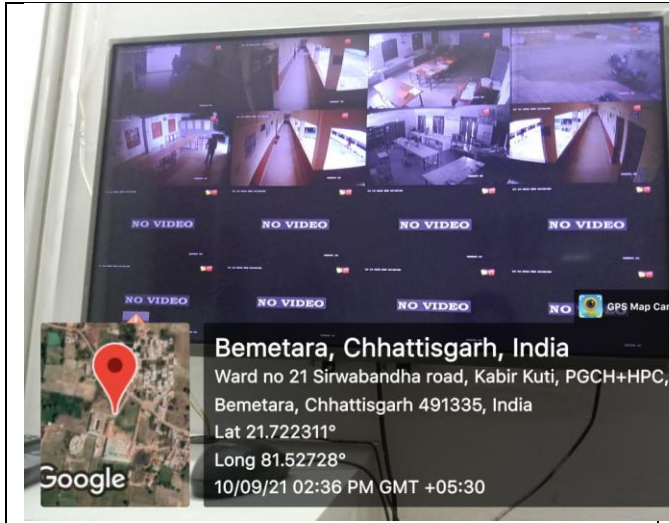 NO VIDEO NO VIDEO NO VIDEO NO VIDEO
NO VIDEO NO VIDEO NO VIDEO NO
GPS Map Car
Bemetara, Chhattisgarh, India
Ward no 21 Sirwabandha road, Kabir Kuti, PGCH+HPC,
Bemetara, Chhattisgarh 491335, India
Lat 21.722311°
Long 81.52728°
10/09/21 02:36 PM GMT +05:30
Google